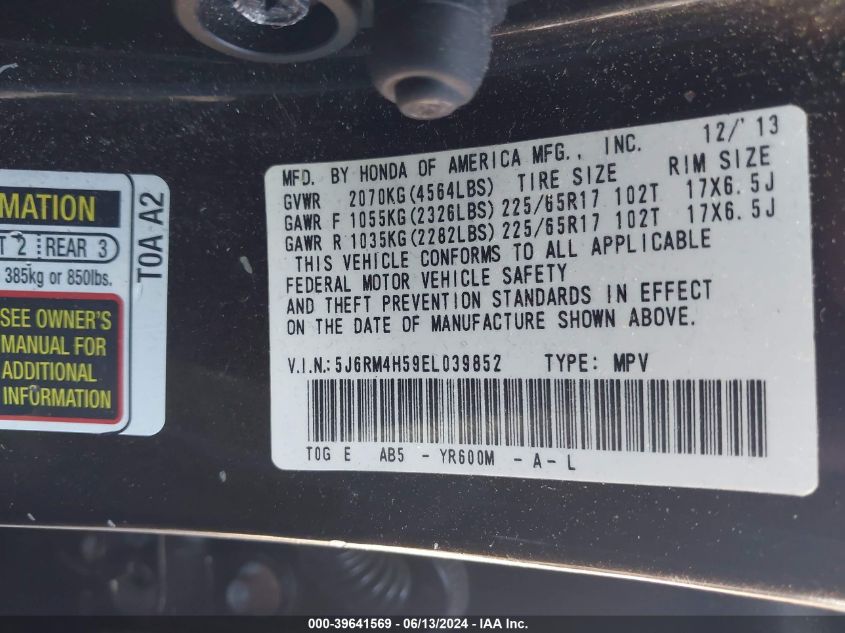 MATION
T 2 REAR 3
385kg or 850lbs.
SEE OWNER'S
MANUAL FOR
ADDITIONAL
INFORMATION
T0A A2
MFD. BY HONDA OF AMERICA MFG., INC. 12/'13
GVWR 2070KG(4564LBS) TIRE SIZE RIM SIZE
GAWR F 1055KG(2326LBS) 225/65R17 102T 17X6.5J
GAWR R 1035KG(2282LBS) 225/65R17 102T 17X6.5J
THIS VEHICLE CONFORMS TO ALL APPLICABLE
FEDERAL MOTOR VEHICLE SAFETY
AND THEFT PREVENTION STANDARDS IN EFFECT
ON THE DATE OF MANUFACTURE SHOWN ABOVE.
V.I.N.: 5J6RM4H59EL039852 TYPE: MPV
T0G E AB5 - YR600M - A - L
000-39641569 - 06/13/2024 - IAA Inc.